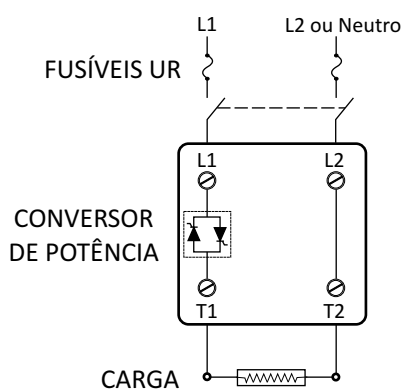 L1
L2 ou Neutro
FUSÍVEIS UR
L1
L2
CONVERSOR
DE POTÊNCIA
T1
T2
CARGA